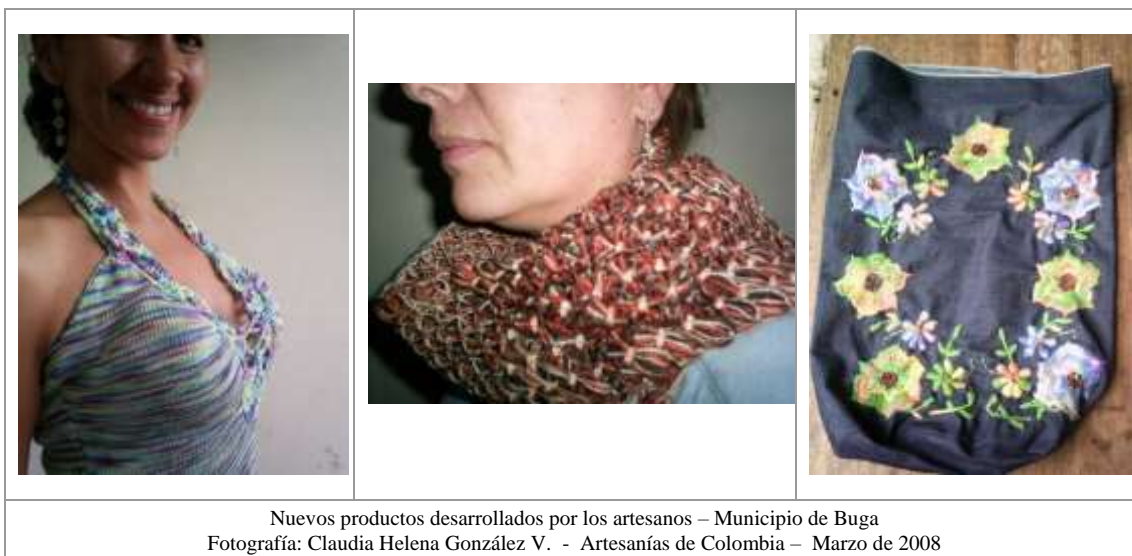 Nuevos productos desarrollados por los artesanos – Municipio de Buga
Fotografía: Claudia Helena González V. - Artesanías de Colombia – Marzo de 2008